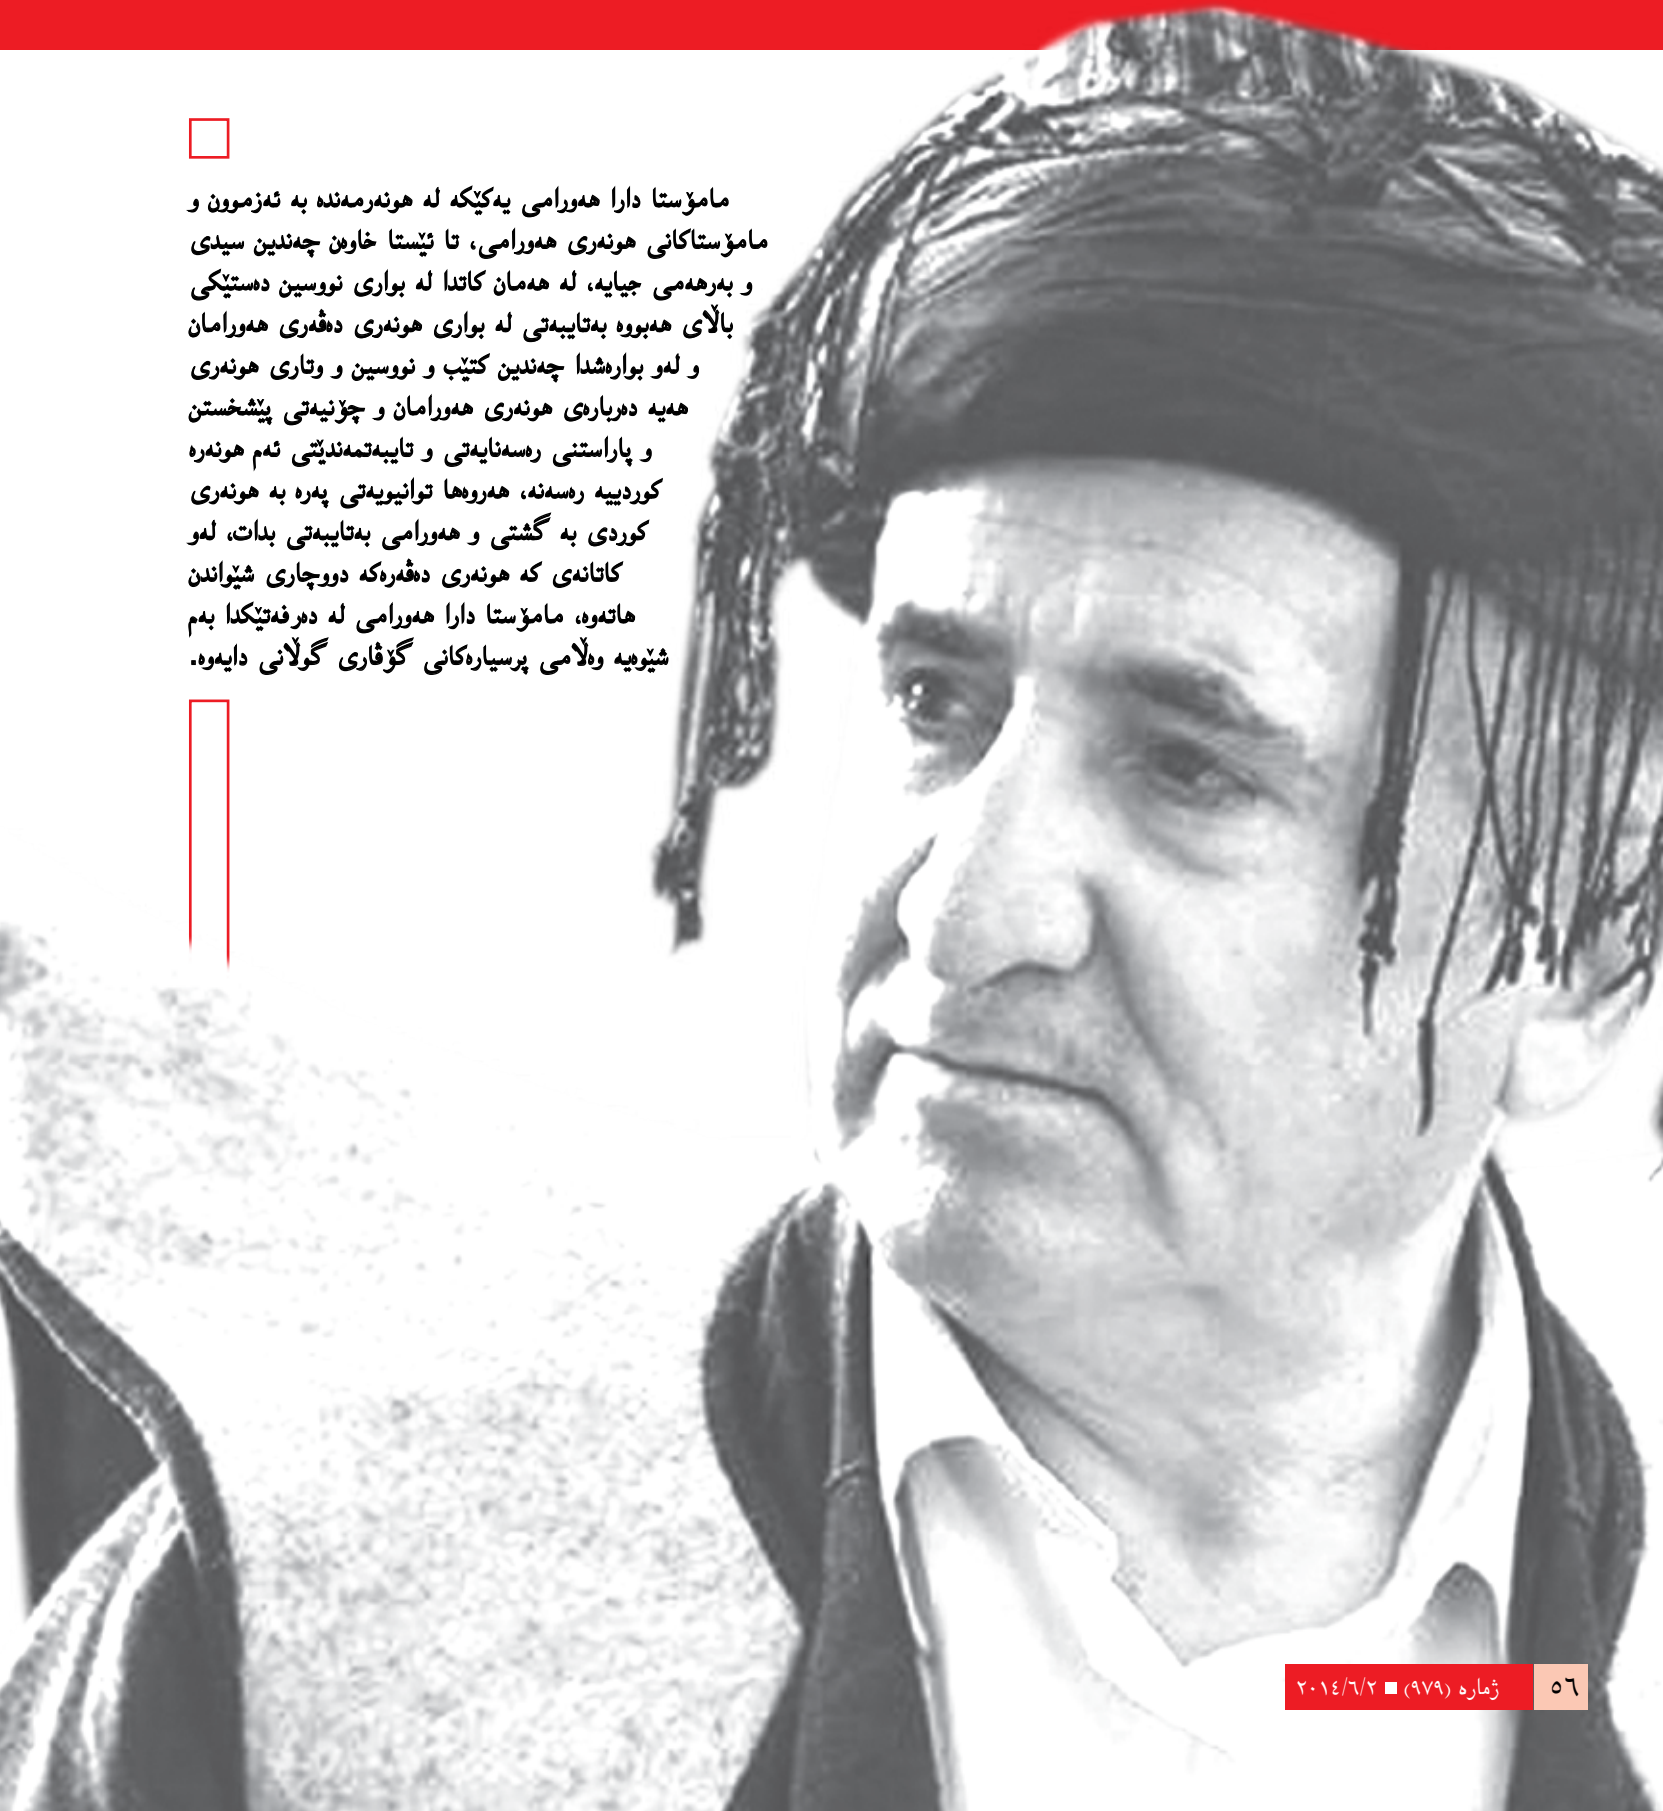 مامۆستا دارا هەورامی یەکێکە لە هونەرمەندە بە ئەزموون و
مامۆستاکانی هونەری هەورامی، تا ئێستا خاوەن چەندین سیدی
و بەرهەمی جیایە، لە هەمان کاتدا لە بواری نووسین دەستێکی
باڵای هەبووە بەتایبەتی لە بواری هونەری دەڤەری هەورامان
و لەو بوارەشدا چەندین کتێب و نووسین و وتاری هونەری
هەیە دەربارەی هونەری هەورامان و چۆنیەتی پێشخستن
و پاراستنی رەسەنایەتی و تایبەتمەندێتی ئەم هونەرە
کوردییە رەسەنە، هەروەها توانیویەتی پەرە بە هونەری
کوردی بە گشتی و هەورامی بەتایبەتی بدات، لەو
کاتانەی کە هونەری دەڤەرەکە دووچاری شێواندن
هاتەوە، مامۆستا دارا هەورامی لە دەرفەتێکدا بەم
شێوەیە وەڵامی پرسیارەکانی گۆڤاری گوڵانی دایەوە.
٥٦ ژمارە (٩٧٩) ■ ٢٠١٤/٦/٢